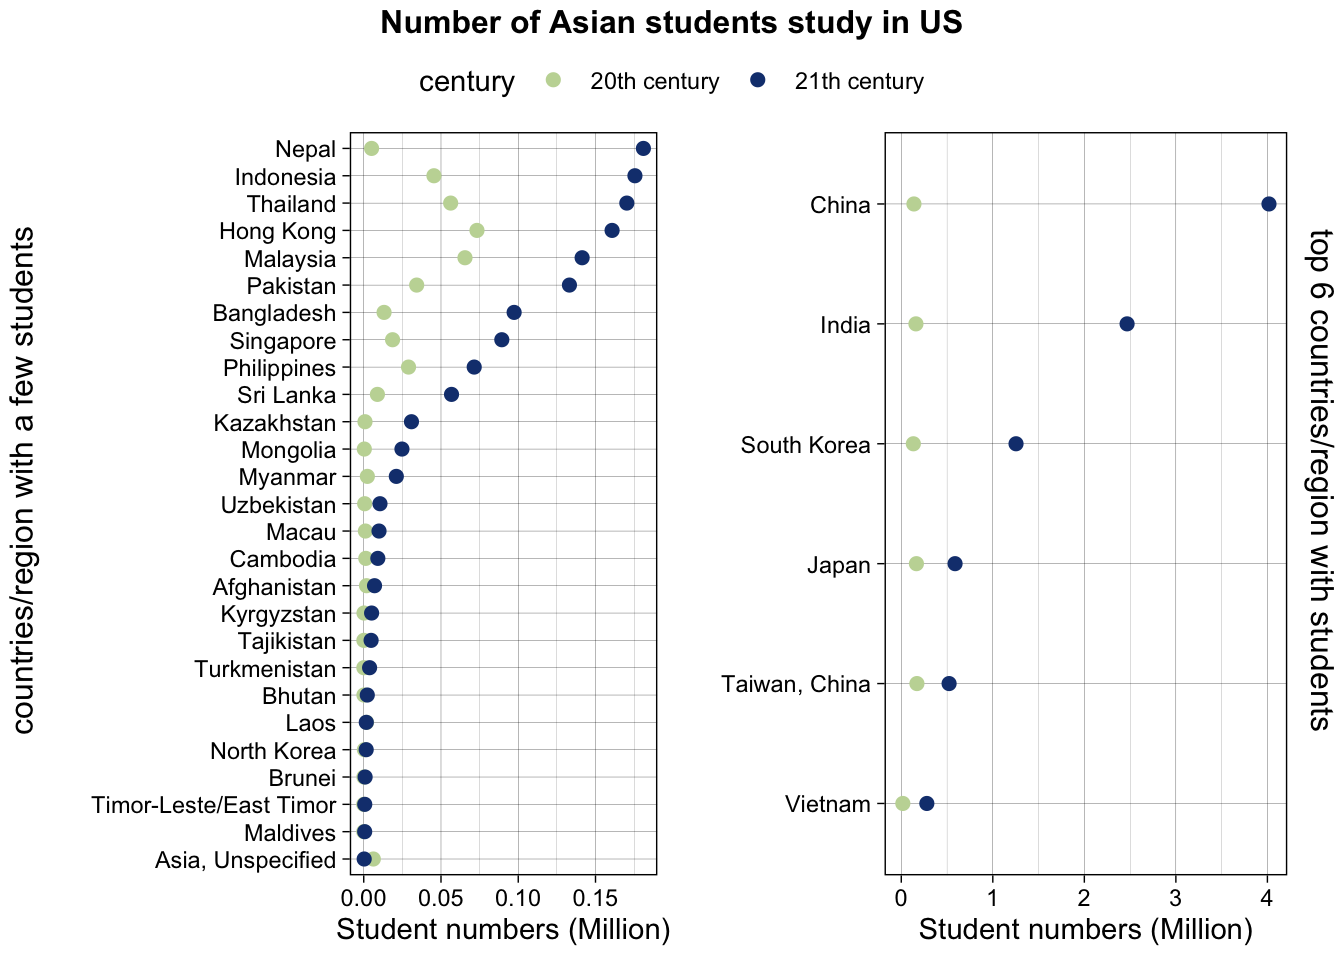 Number of Asian students study in US
century 20th century 21th century
countries/region with a few students
Nepal
Indonesia
Thailand
Hong Kong
Malaysia
Pakistan
Bangladesh
Singapore
Philippines
Sri Lanka
Kazakhstan
Mongolia
Myanmar
Uzbekistan
Macau
Cambodia
Afghanistan
Kyrgyzstan
Tajikistan
Turkmenistan
Bhutan
Laos
North Korea
Brunei
Timor-Leste/East Timor
Maldives
Asia, Unspecified
0.00 0.05 0.10 0.15
Student numbers (Million)
China
India
South Korea
Japan
Taiwan, China
Vietnam
0 1 2 3 4
Student numbers (Million)
top 6 countries/region with students